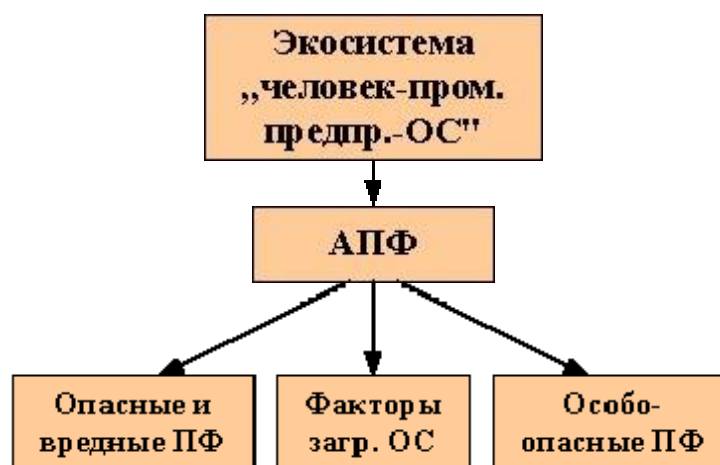 Экосистема
„человек-пром.
предпр.-ОС"
АПФ
Опасные и
вредные ПФ
Факторы
загр. ОС
Особо-
опасные ПФ